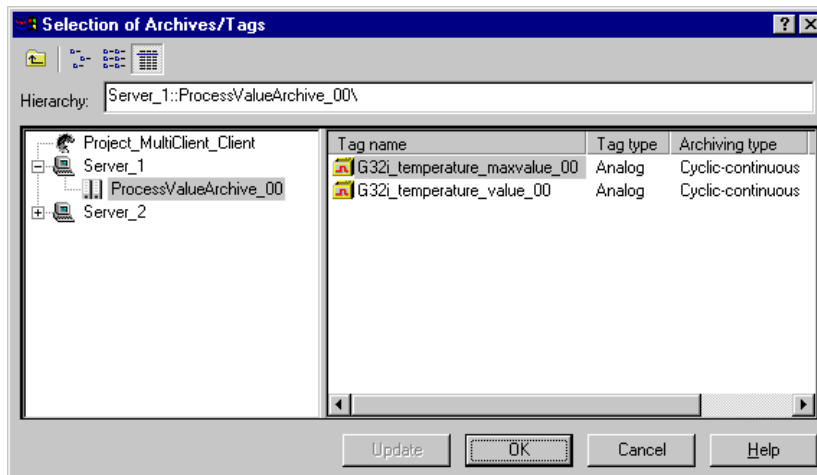 Selection of Archives/Tags
Hierarchy: Server_1::ProcessValueArchive_00\
Project_MultiClient_Client
Server_1
ProcessValueArchive_00
Server_2
Tag name Tag type Archiving type
G32i_temperature_maxvalue_00 Analog Cyclic-continuous
G32i_temperature_value_00 Analog Cyclic-continuous
Update OK Cancel Help